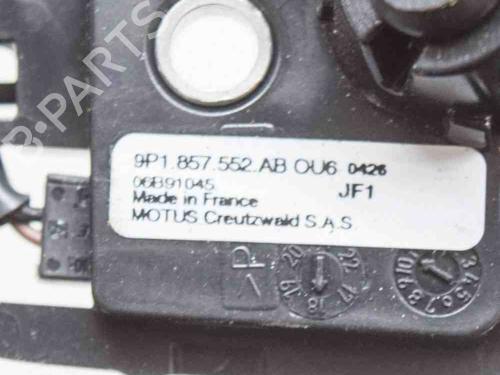 B-PARTS
9P1.857.552.AB OU6 0426
06B91045 JF1
Made in France
MOTUS Creutzwald S.A.S
>P